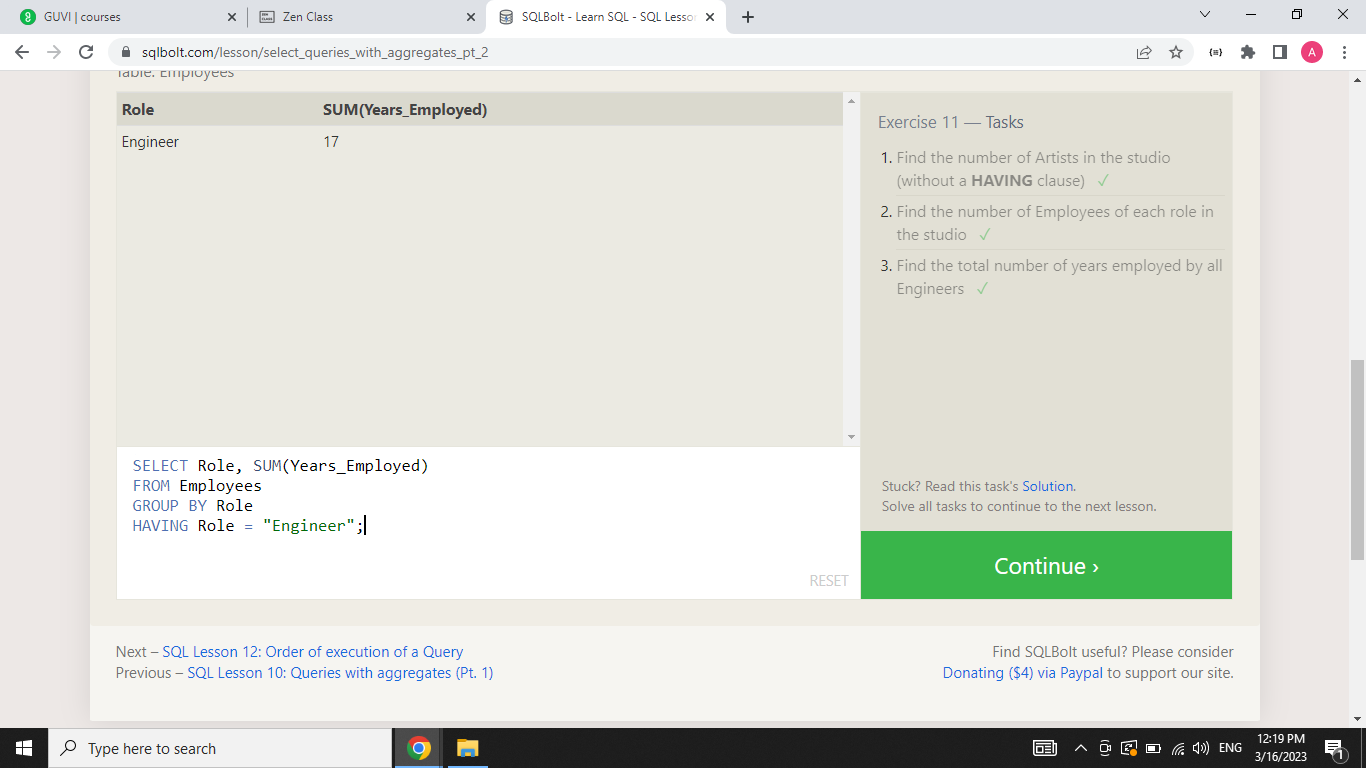 GUVI | courses
Zen Class
SQLBolt - Learn SQL - SQL Lesso
sqlbolt.com/lesson/select_queries_with_aggregates_pt_2
A
Table: Employees
Role SUM(Years_Employed)
Engineer 17
Exercise 11 — Tasks
1. Find the number of Artists in the studio
(without a HAVING clause) ✓
2. Find the number of Employees of each role in
the studio ✓
3. Find the total number of years employed by all
Engineers ✓
SELECT Role, SUM(Years_Employed)
FROM Employees
GROUP BY Role
HAVING Role = "Engineer";
RESET
Stuck? Read this task's Solution.
Solve all tasks to continue to the next lesson.
Continue ›
Next – SQL Lesson 12: Order of execution of a Query
Previous – SQL Lesson 10: Queries with aggregates (Pt. 1)
Find SQLBolt useful? Please consider
Donating ($4) via Paypal to support our site.
Type here to search
ENG
12:19 PM
3/16/2023
1